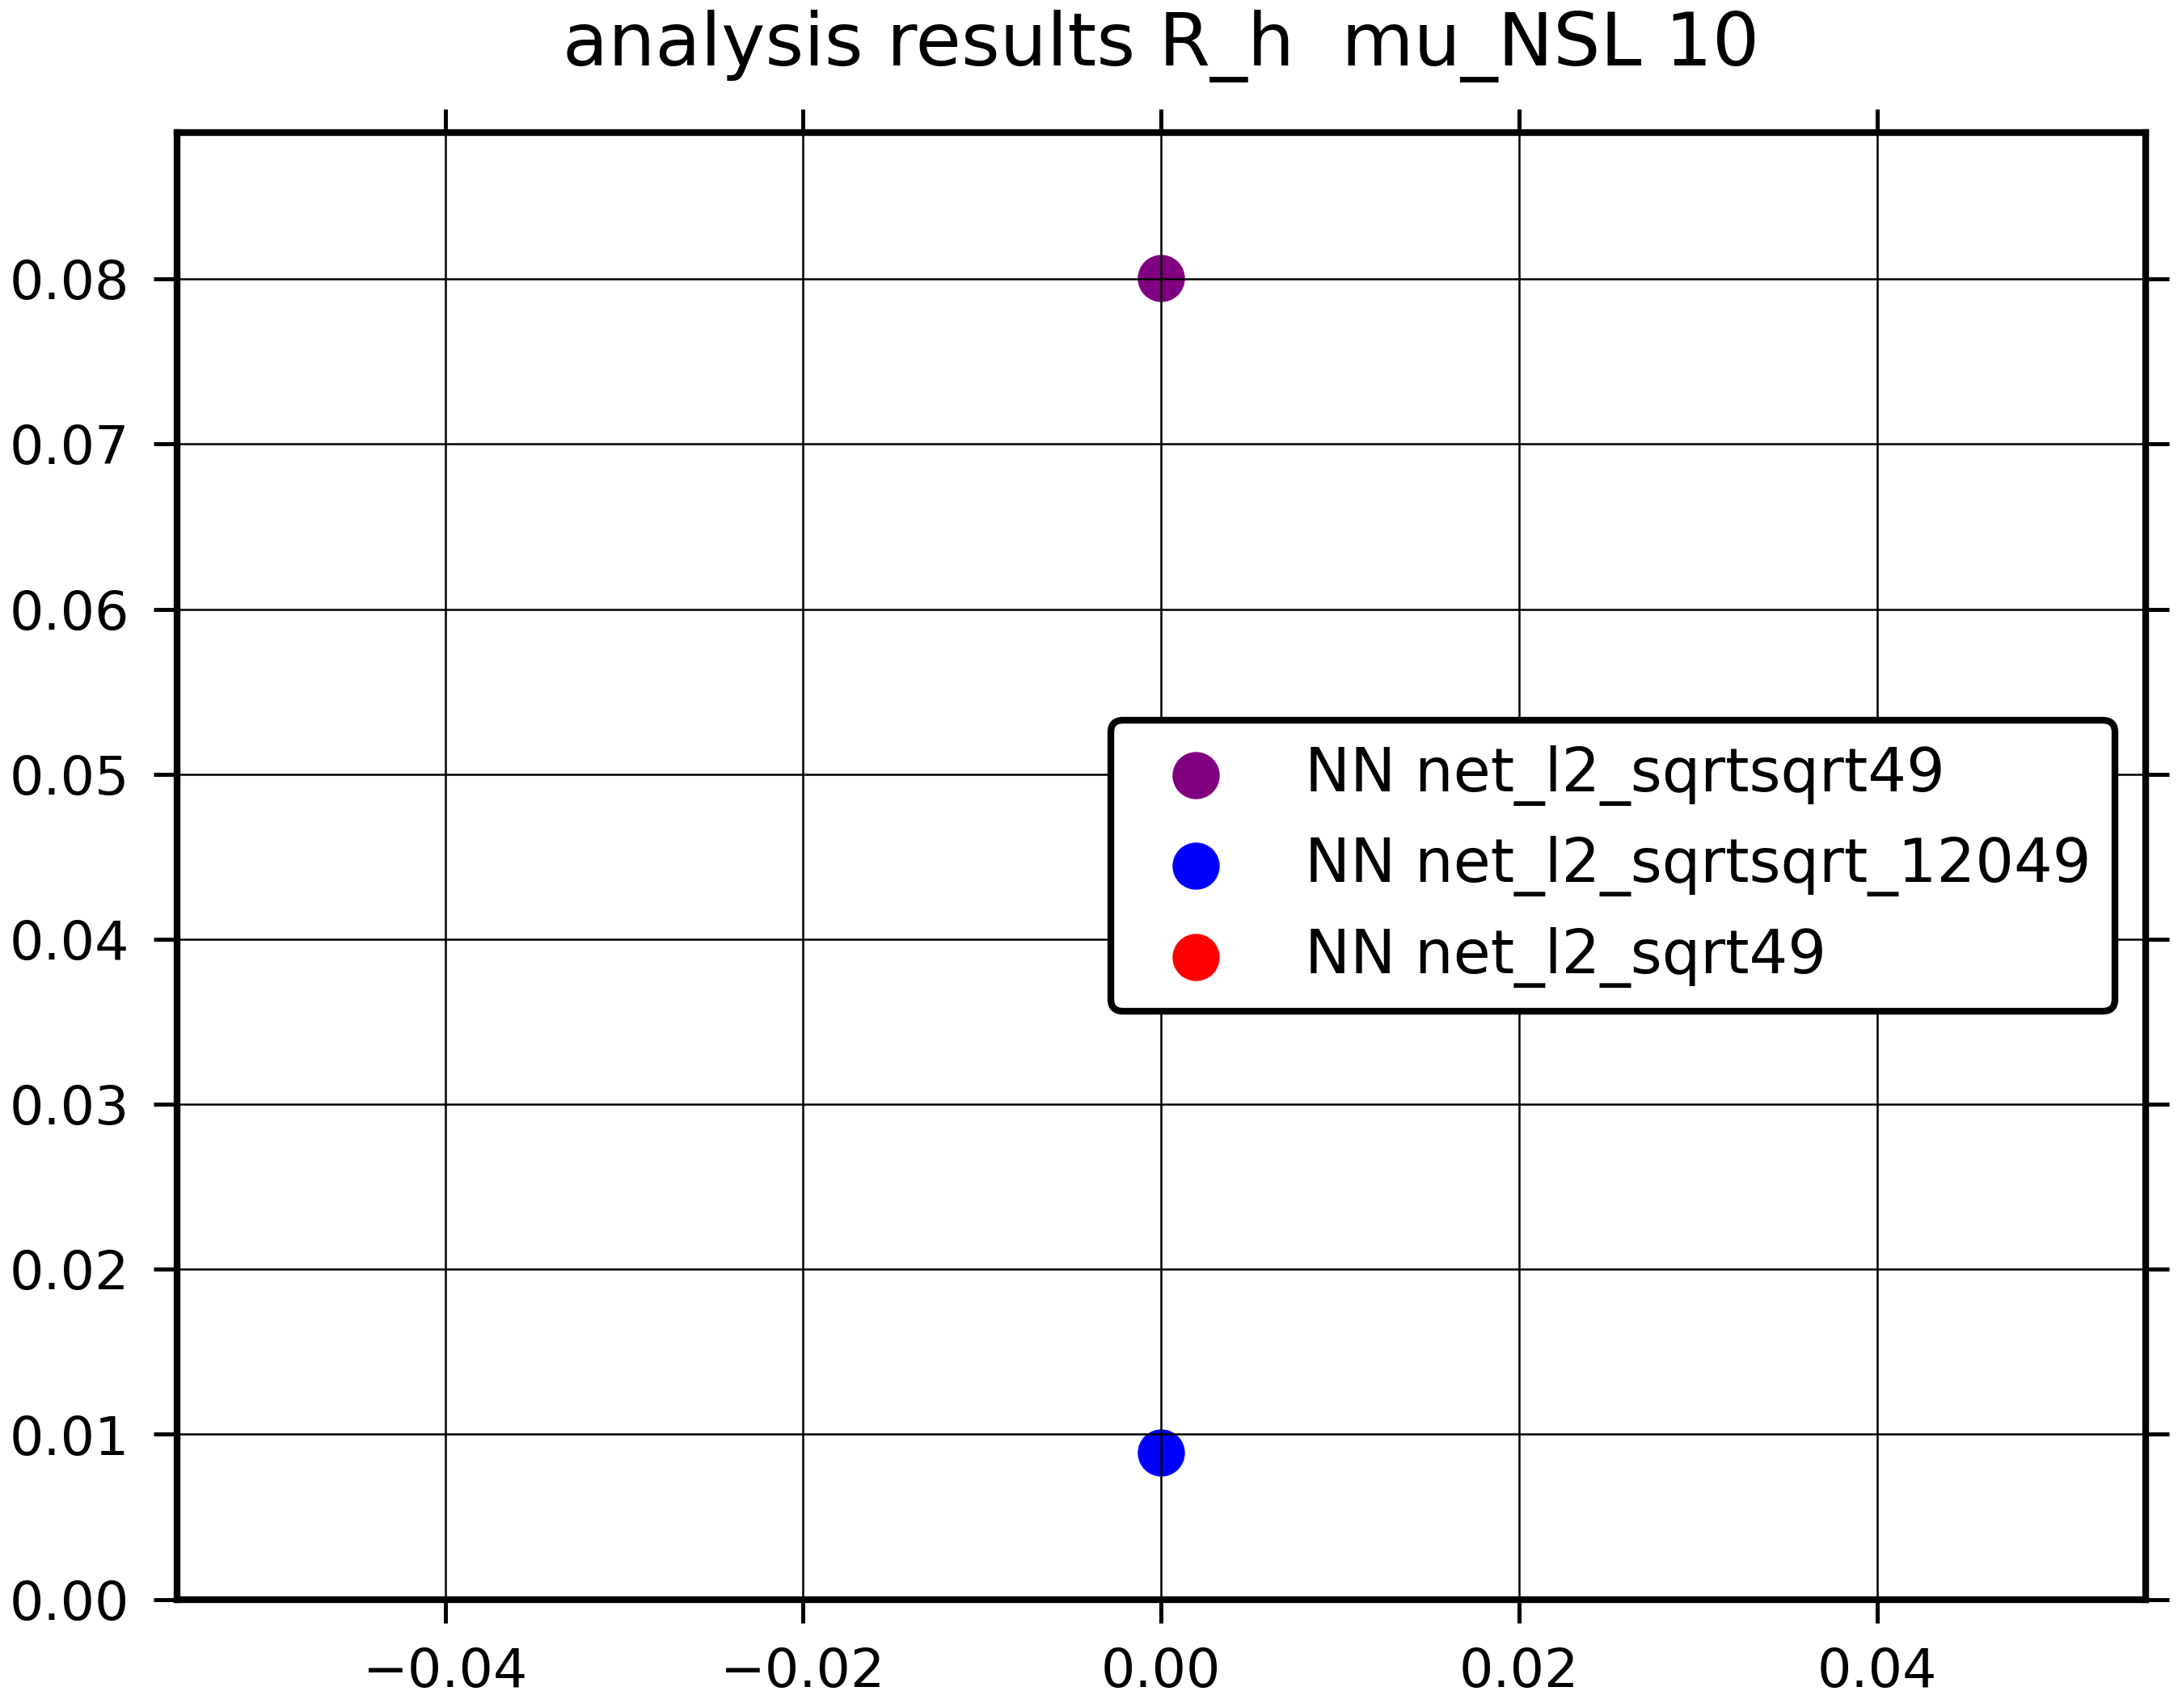 analysis results R_h  mu_NSL 10
0.08
0.07
0.06
0.05
0.04
0.03
0.02
0.01
0.00
NN net_l2_sqrtsqrt49
NN net_l2_sqrtsqrt_12049
NN net_l2_sqrt49
−0.04 −0.02 0.00 0.02 0.04